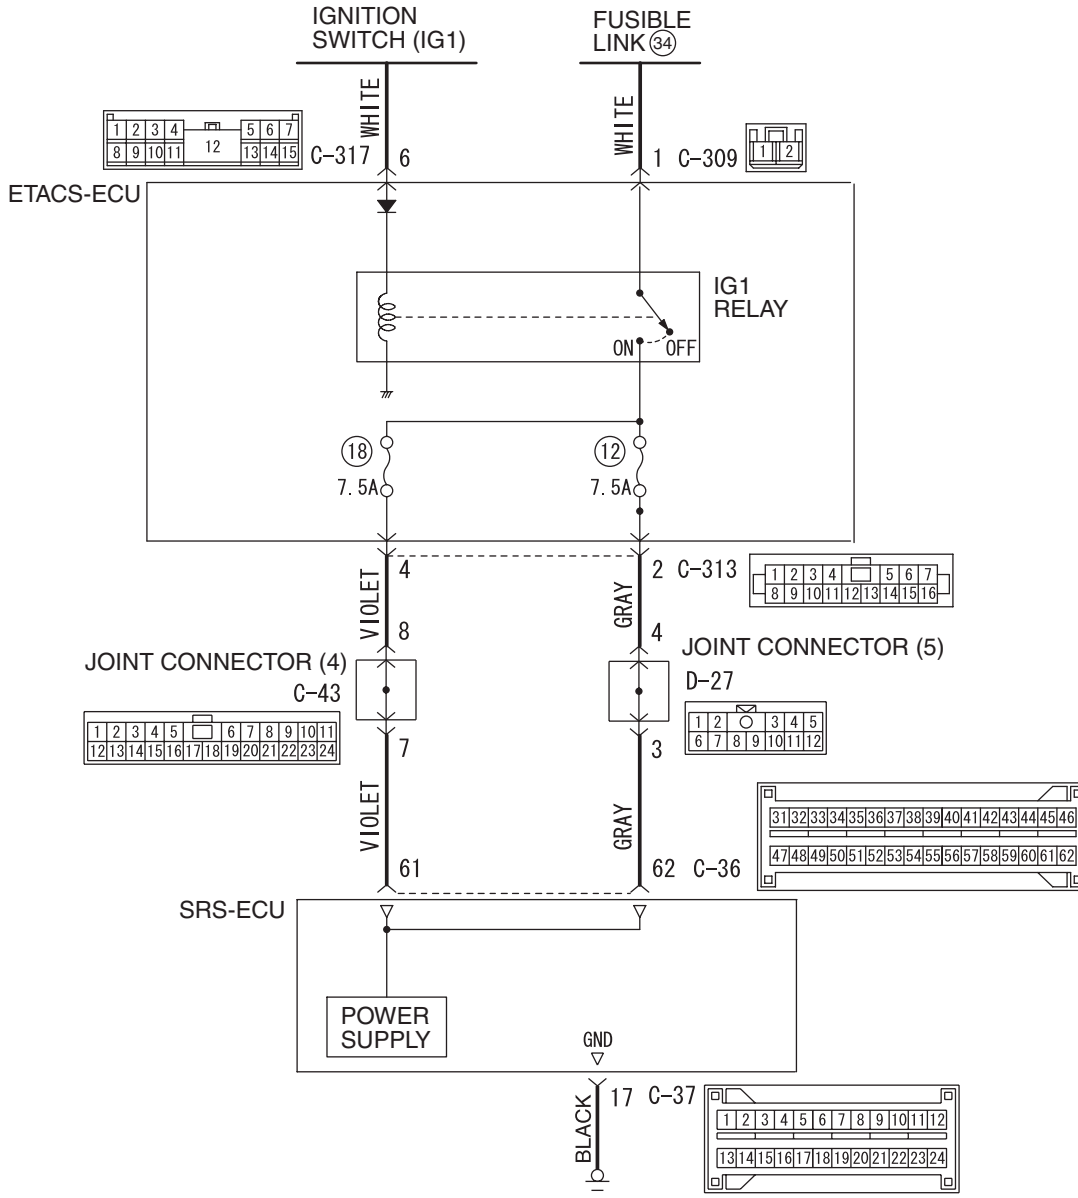 IGNITION
SWITCH (IG1)
FUSIBLE
LINK 34
WHITE
WHITE
1 2 3 4 5 6 7
8 9 10 11 12 13 14 15
C-317 6
1 C-309
1 2
ETACS-ECU
IG1
RELAY
ON OFF
18
7.5A
12
7.5A
4
2 C-313
1 2 3 4 5 6 7
8 9 10 11 12 13 14 15 16
VIOLET
GRAY
8
4
JOINT CONNECTOR (4)
C-43
JOINT CONNECTOR (5)
D-27
1 2 3 4 5 6 7 8 9 10 11
12 13 14 15 16 17 18 19 20 21 22 23 24
1 2 3 4 5
6 7 8 9 10 11 12
7
3
VIOLET
GRAY
31 32 33 34 35 36 37 38 39 40 41 42 43 44 45 46
47 48 49 50 51 52 53 54 55 56 57 58 59 60 61 62
61
62 C-36
SRS-ECU
POWER
SUPPLY
GND
17 C-37
BLACK
1 2 3 4 5 6 7 8 9 10 11 12
13 14 15 16 17 18 19 20 21 22 23 24